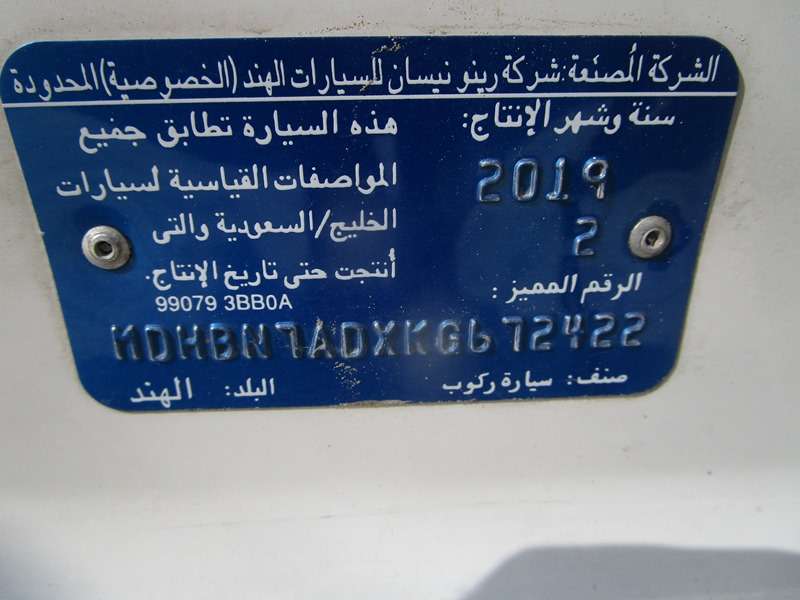 الشركة المُصنّعة: شركة رينو نيسان للسيارات الهند (الخصوصية) المحدودة
سنة وشهر الإنتاج:
2019
2
هذه السيارة تطابق جميع
المواصفات القياسية لسيارات
الخليج/السعودية والتى
أنتجت حتى تاريخ الإنتاج.
99079 3BB0A
الرقم المميز :
MDHBN7ADXKG672422
صنف: سيارة ركوب
البلد: الهند